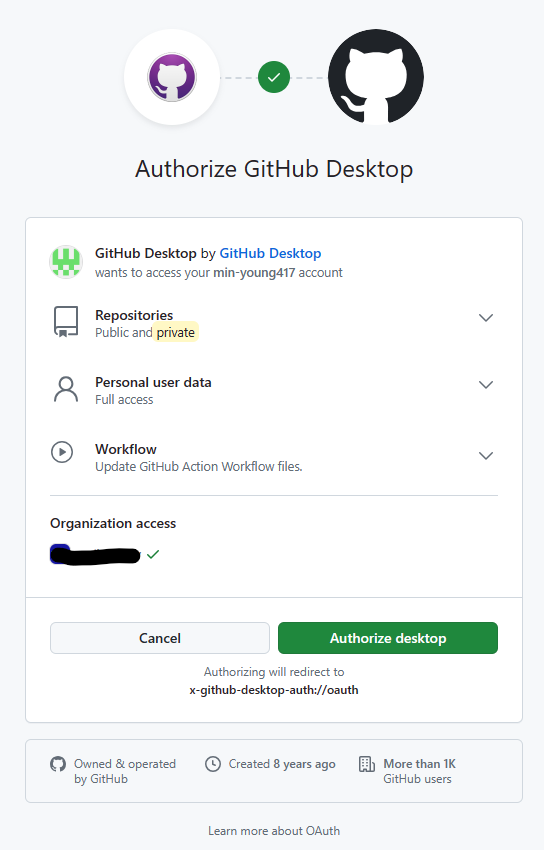 Authorize GitHub Desktop
GitHub Desktop by GitHub Desktop
wants to access your min-young417 account
Repositories
Public and private
Personal user data
Full access
Workflow
Update GitHub Action Workflow files.
Organization access
Cancel
Authorize desktop
Authorizing will redirect to
x-github-desktop-auth://oauth
Owned & operated
by GitHub
Created 8 years ago
More than 1K
GitHub users
Learn more about OAuth